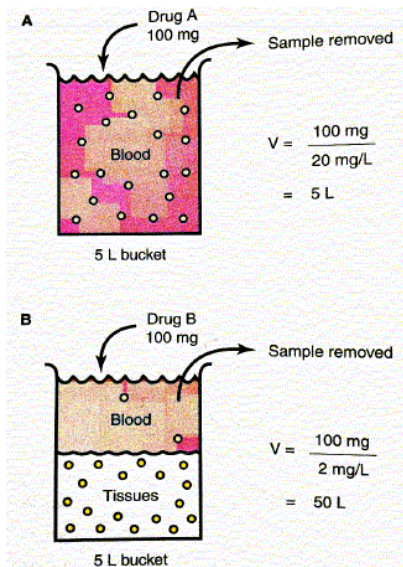 A
Drug A
100 mg
Sample removed
Blood
V = 100 mg
20 mg/L
= 5 L
5 L bucket
B
Drug B
100 mg
Sample removed
Blood
Tissues
V = 100 mg
2 mg/L
= 50 L
5 L bucket